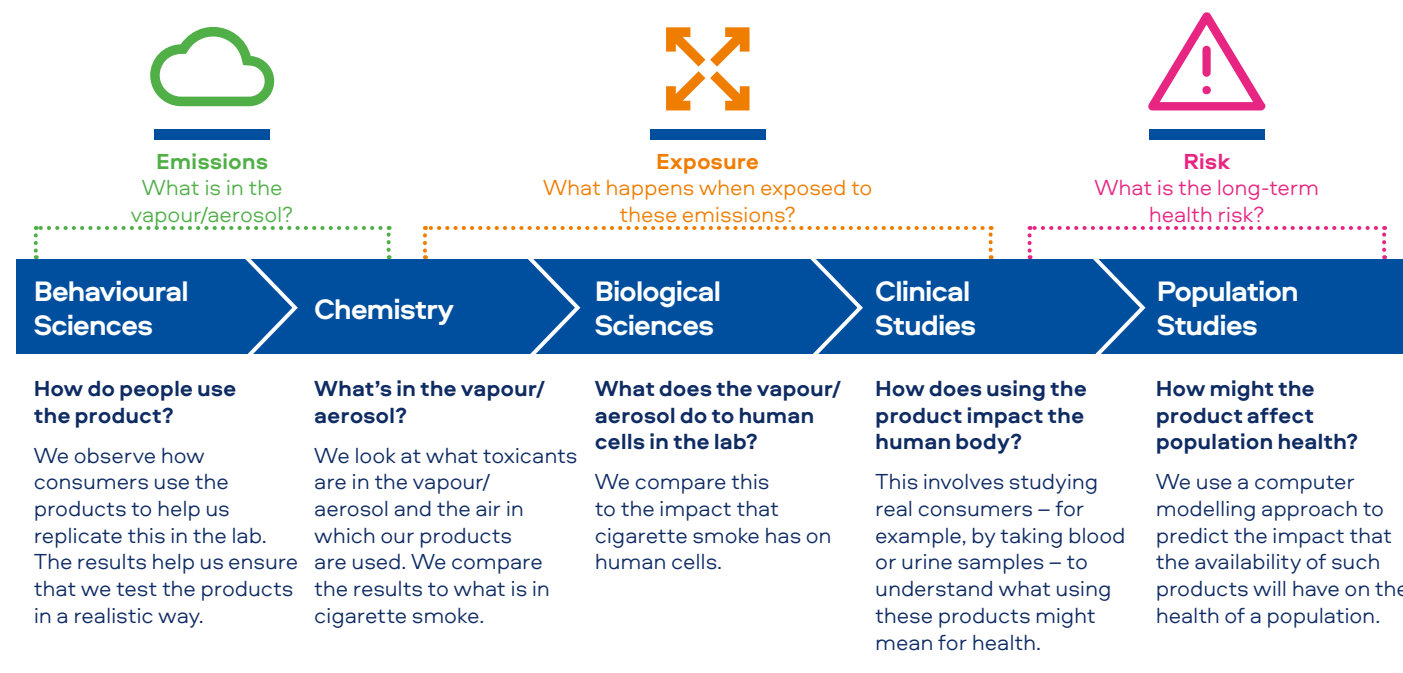 Emissions
What is in the
vapour/aerosol?
Exposure
What happens when exposed to
these emissions?
Risk
What is the long-term
health risk?
Behavioural
Sciences
Chemistry
Biological
Sciences
Clinical
Studies
Population
Studies
How do people use
the product?
We observe how
consumers use the
products to help us
replicate this in the lab.
The results help us ensure
that we test the products
in a realistic way.
What's in the vapour/
aerosol?
We look at what toxicants
are in the vapour/
aerosol and the air in
which our products
are used. We compare
the results to what is in
cigarette smoke.
What does the vapour/
aerosol do to human
cells in the lab?
We compare this
to the impact that
cigarette smoke has on
human cells.
How does using the
product impact the
human body?
This involves studying
real consumers – for
example, by taking blood
or urine samples – to
understand what using
these products might
mean for health.
How might the
product affect
population health?
We use a computer
modelling approach to
predict the impact that
the availability of such
products will have on the
health of a population.